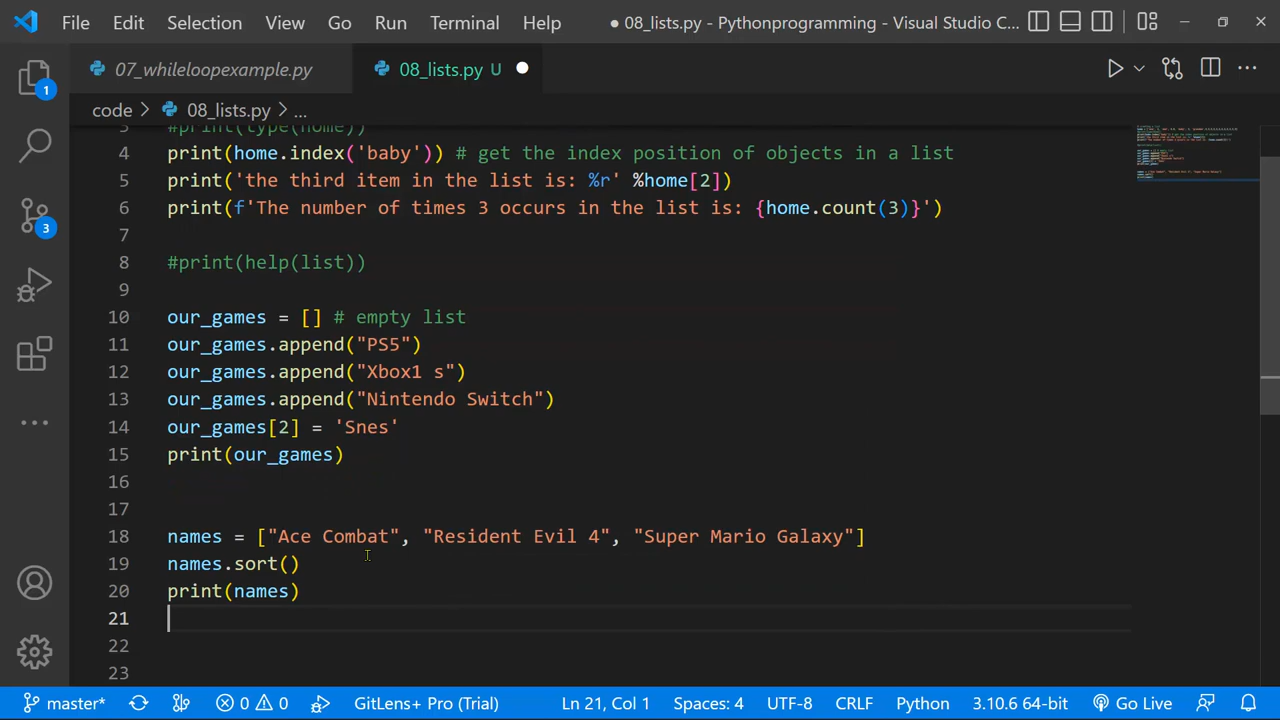 File Edit Selection View Go Run Terminal Help ● 08_lists.py - Pythonprogramming - Visual Studio C...
07_whileloopexample.py 08_lists.py U
code > 08_lists.py > ...
1
3
3 #print(type(home))
4 print(home.index('baby')) # get the index position of objects in a list
5 print('the third item in the list is: %r' %home[2])
6 print(f'The number of times 3 occurs in the list is: {home.count(3)}')
7
8 #print(help(list))
9
10 our_games = [] # empty list
11 our_games.append("PS5")
12 our_games.append("Xbox1 s")
13 our_games.append("Nintendo Switch")
14 our_games[2] = 'Snes'
15 print(our_games)
16
17
18 names = ["Ace Combat", "Resident Evil 4", "Super Mario Galaxy"]
19 names.sort()
20 print(names)
21
22
23
master* 0 0 GitLens+ Pro (Trial) Ln 21, Col 1 Spaces: 4 UTF-8 CRLF Python 3.10.6 64-bit Go Live